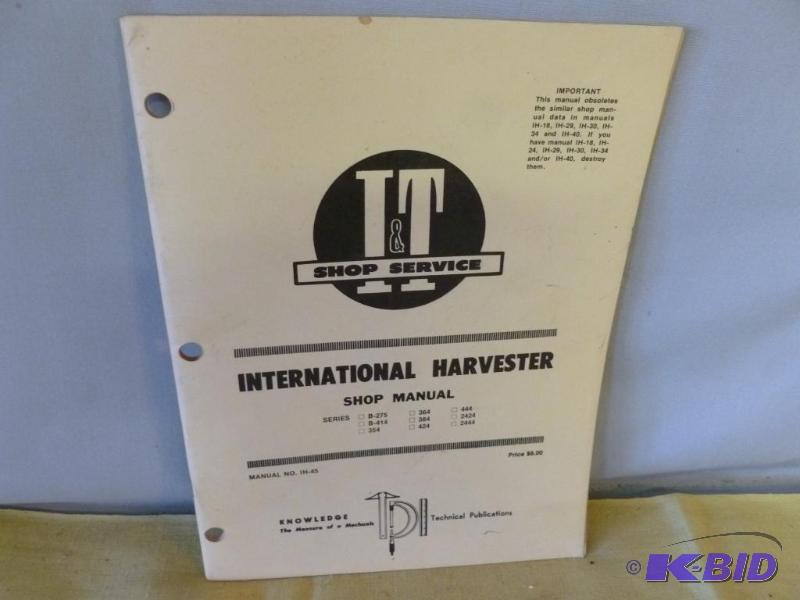 IMPORTANT
This manual obsoletes
the similar shop man-
ual data in manuals
IH-18, IH-29, IH-30, IH-
34 and IH-40. If you
have manual IH-18, IH-
24, IH-29, IH-30, IH-34
and/or IH-40, destroy
them.
I&T
SHOP SERVICE
INTERNATIONAL HARVESTER
SHOP MANUAL
SERIES
B-275 364 444
B-414 384 2424
354 424 2444
Price $6.00
MANUAL NO. IH-45
KNOWLEDGE
The Measure of a Mechanic
Technical Publications
© K-BID